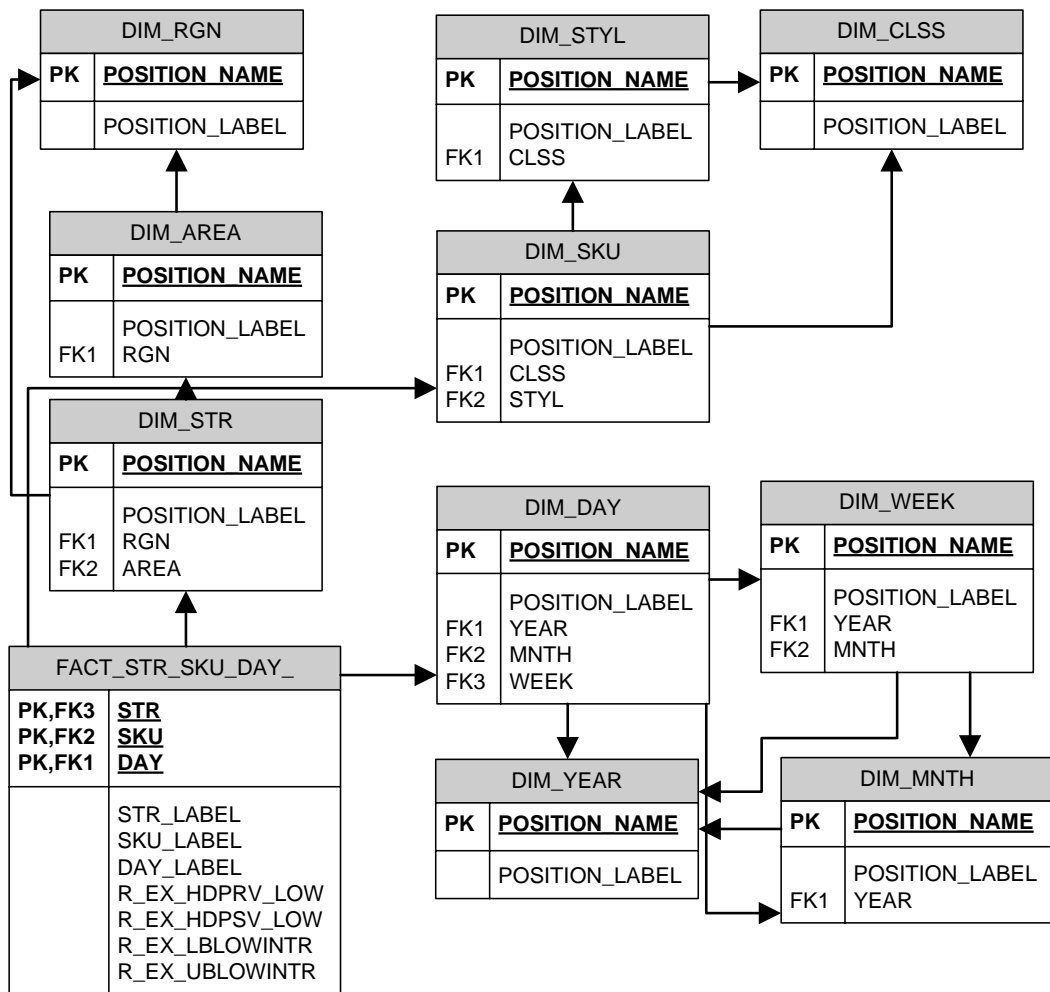 DIM_RGN
PK POSITION_NAME
POSITION_LABEL
DIM_STYL
PK POSITION_NAME
POSITION_LABEL
FK1 CLSS
DIM_CLSS
PK POSITION_NAME
POSITION_LABEL
DIM_AREA
PK POSITION_NAME
POSITION_LABEL
FK1 RGN
DIM_SKU
PK POSITION_NAME
POSITION_LABEL
FK1 CLSS
FK2 STYL
DIM_STR
PK POSITION_NAME
POSITION_LABEL
FK1 RGN
FK2 AREA
DIM_DAY
PK POSITION_NAME
POSITION_LABEL
FK1 YEAR
FK2 MNTH
FK3 WEEK
DIM_WEEK
PK POSITION_NAME
POSITION_LABEL
FK1 YEAR
FK2 MNTH
FACT_STR_SKU_DAY_
PK,FK3 STR
PK,FK2 SKU
PK,FK1 DAY
STR_LABEL
SKU_LABEL
DAY_LABEL
R_EX_HDPRV_LOW
R_EX_HDPSV_LOW
R_EX_LBLOWINTR
R_EX_UBLOWINTR
DIM_YEAR
PK POSITION_NAME
POSITION_LABEL
DIM_MNTH
PK POSITION_NAME
POSITION_LABEL
FK1 YEAR